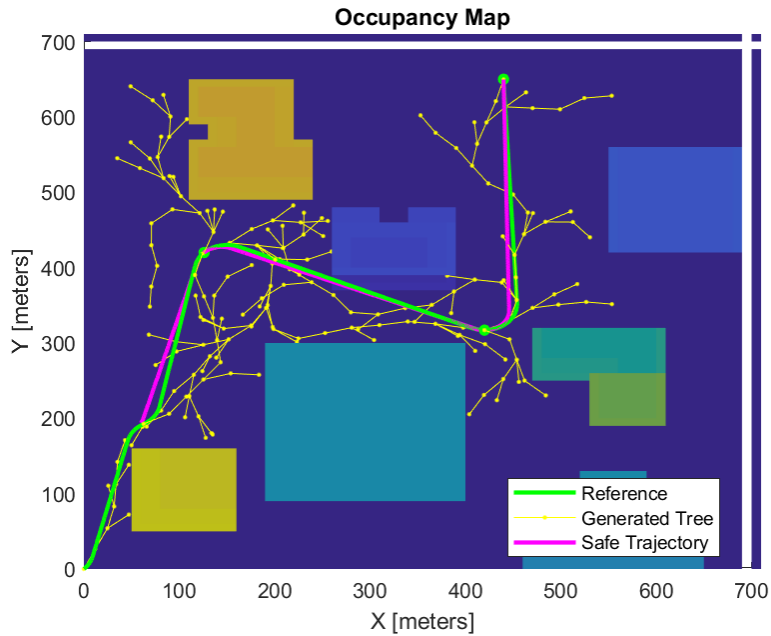 Occupancy Map
700
600
500
400
300
200
100
0
Y [meters]
0 100 200 300 400 500 600 700
X [meters]
Reference
Generated Tree
Safe Trajectory